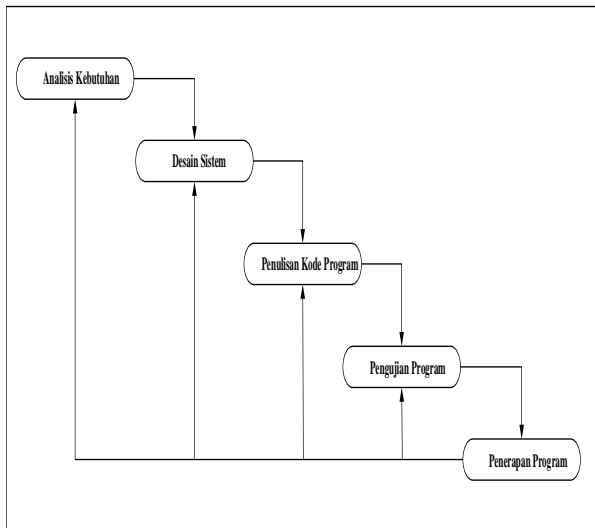 Analisis Kebutuhan
Desain Sistem
Penulisan Kode Program
Pengujian Program
Penerapan Program